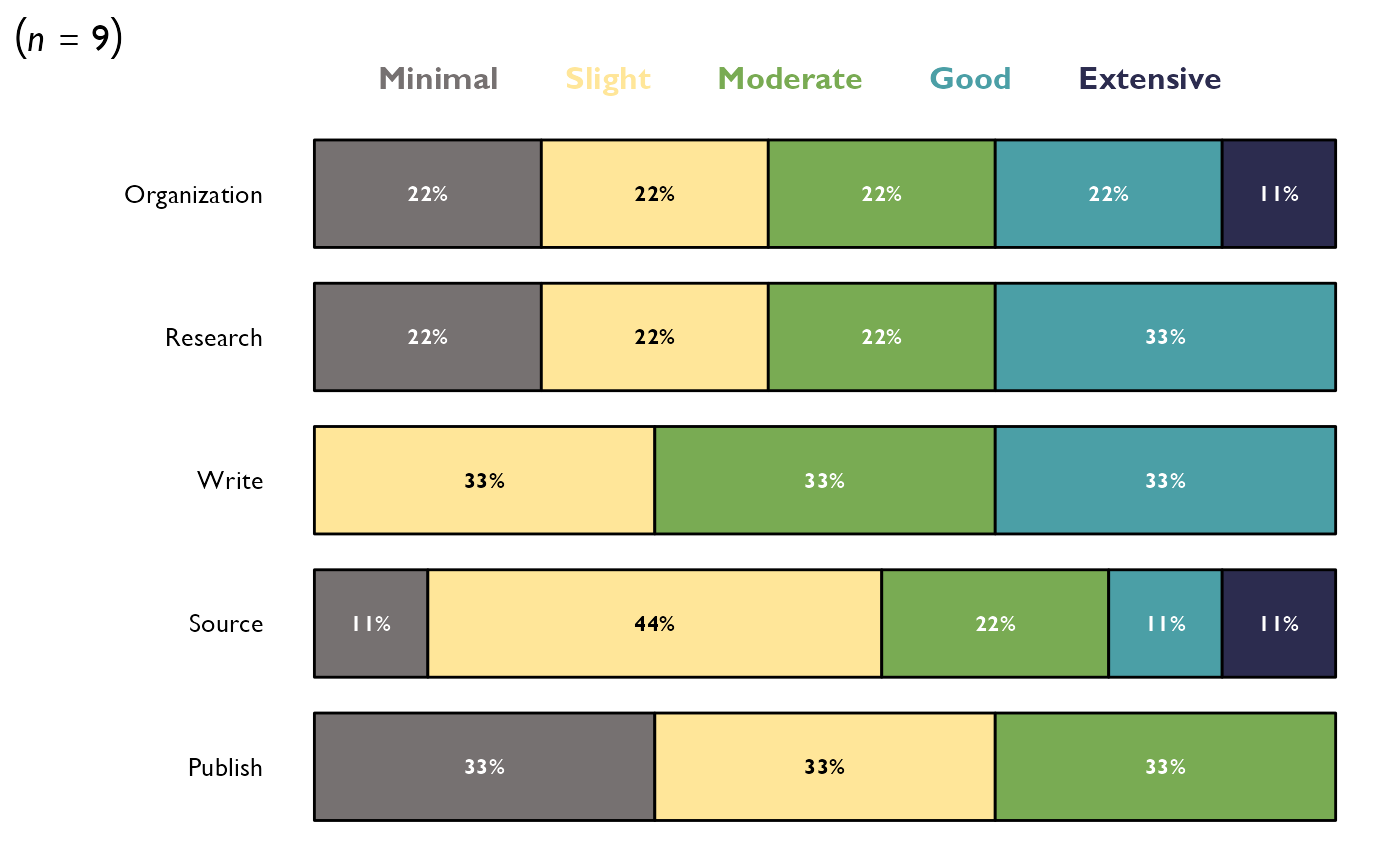 (n = 9)
Minimal Slight Moderate Good Extensive
Organization 22% 22% 22% 22% 11%
Research 22% 22% 22% 33%
Write 33% 33% 33%
Source 11% 44% 22% 11% 11%
Publish 33% 33% 33%